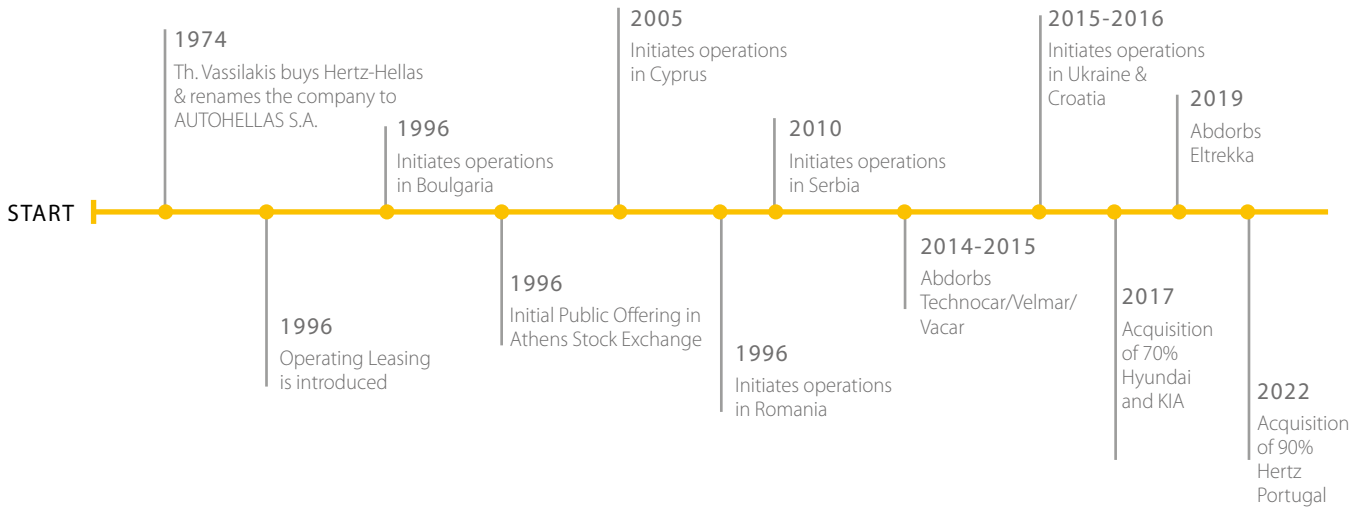 START
1974
Th. Vassilakis buys Hertz-Hellas
& renames the company to
AUTOHELLAS S.A.
1996
Operating Leasing
is introduced
1996
Initiates operations
in Boulgaria
1996
Initial Public Offering in
Athens Stock Exchange
2005
Initiates operations
in Cyprus
1996
Initiates operations
in Romania
2010
Initiates operations
in Serbia
2014-2015
Abdorbs
Technocar/Velmar/
Vacar
2015-2016
Initiates operations
in Ukraine &
Croatia
2017
Acquisition
of 70%
Hyundai
and KIA
2019
Abdorbs
Eltrekka
2022
Acquisition
of 90%
Hertz
Portugal